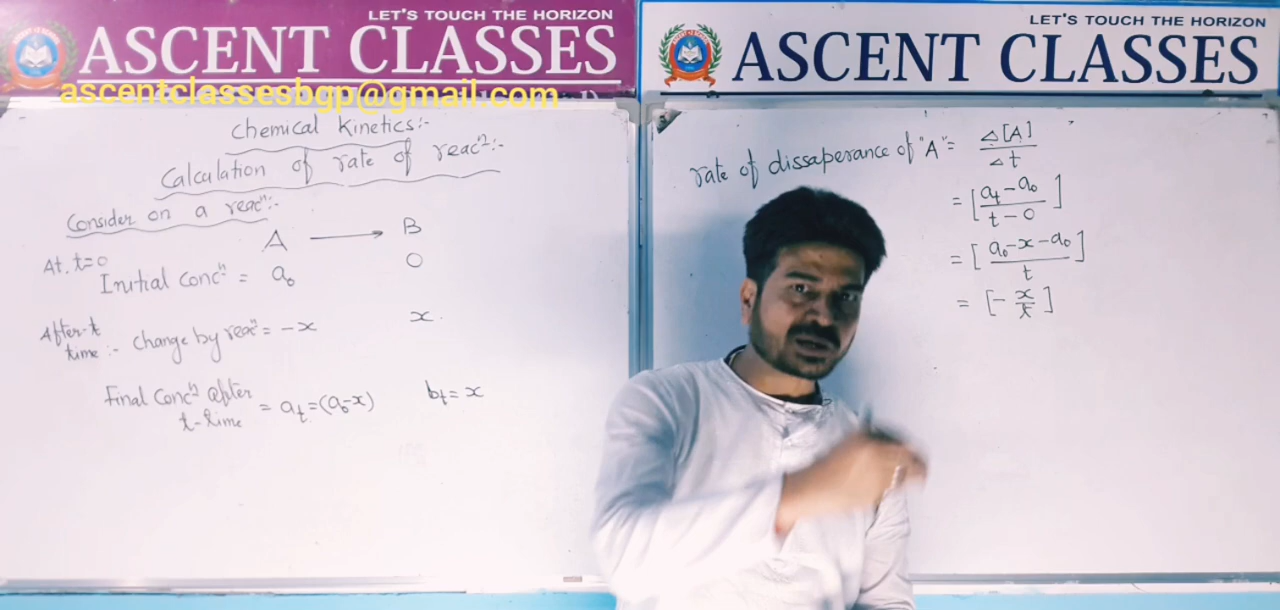 LET'S TOUCH THE HORIZON
ASCENT CLASSES
ascentclassesbgp@gmail.com
Chemical Kinetics:-
Calculation of rate of reacⁿ:-
Consider on a reacⁿ:-
A → B
At. t=0
Initial Concⁿ = a₀ 0
After-t
time:- change by reacⁿ = -x x.
Final Concⁿ after
t-time = aₜ=(a₀-x) bₜ= x
LET'S TOUCH THE HORIZON
ASCENT CLASSES
rate of dissaperance of "A" = Δ[A]/Δt
= [aₜ-a₀/t-0]
= [a₀-x-a₀/t]
= [-x/t]